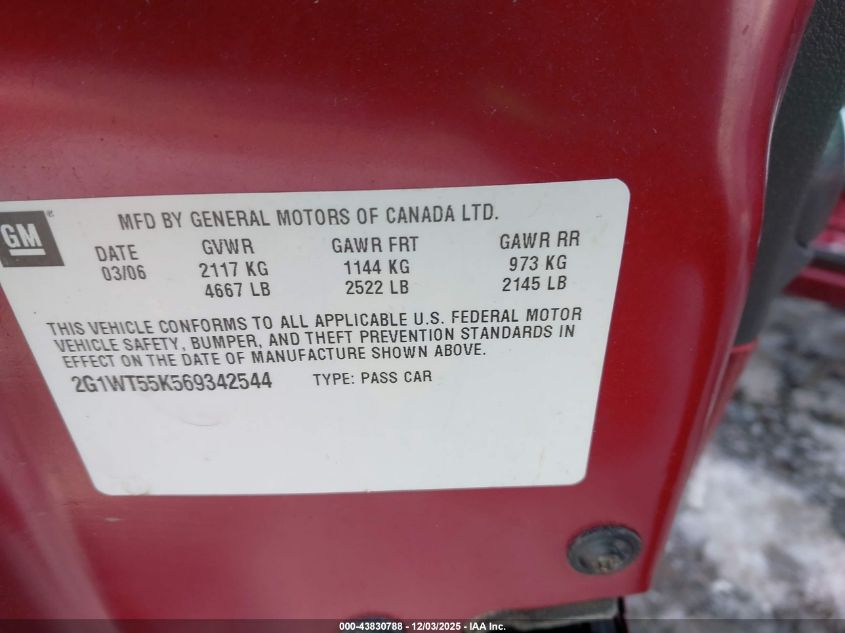 GM®
MFD BY GENERAL MOTORS OF CANADA LTD.
DATE GVWR GAWR FRT GAWR RR
03/06 2117 KG 1144 KG 973 KG
4667 LB 2522 LB 2145 LB
THIS VEHICLE CONFORMS TO ALL APPLICABLE U.S. FEDERAL MOTOR
VEHICLE SAFETY, BUMPER, AND THEFT PREVENTION STANDARDS IN
EFFECT ON THE DATE OF MANUFACTURE SHOWN ABOVE.
2G1WT55K569342544 TYPE: PASS CAR
000-43830788 - 12/03/2025 - IAA Inc.